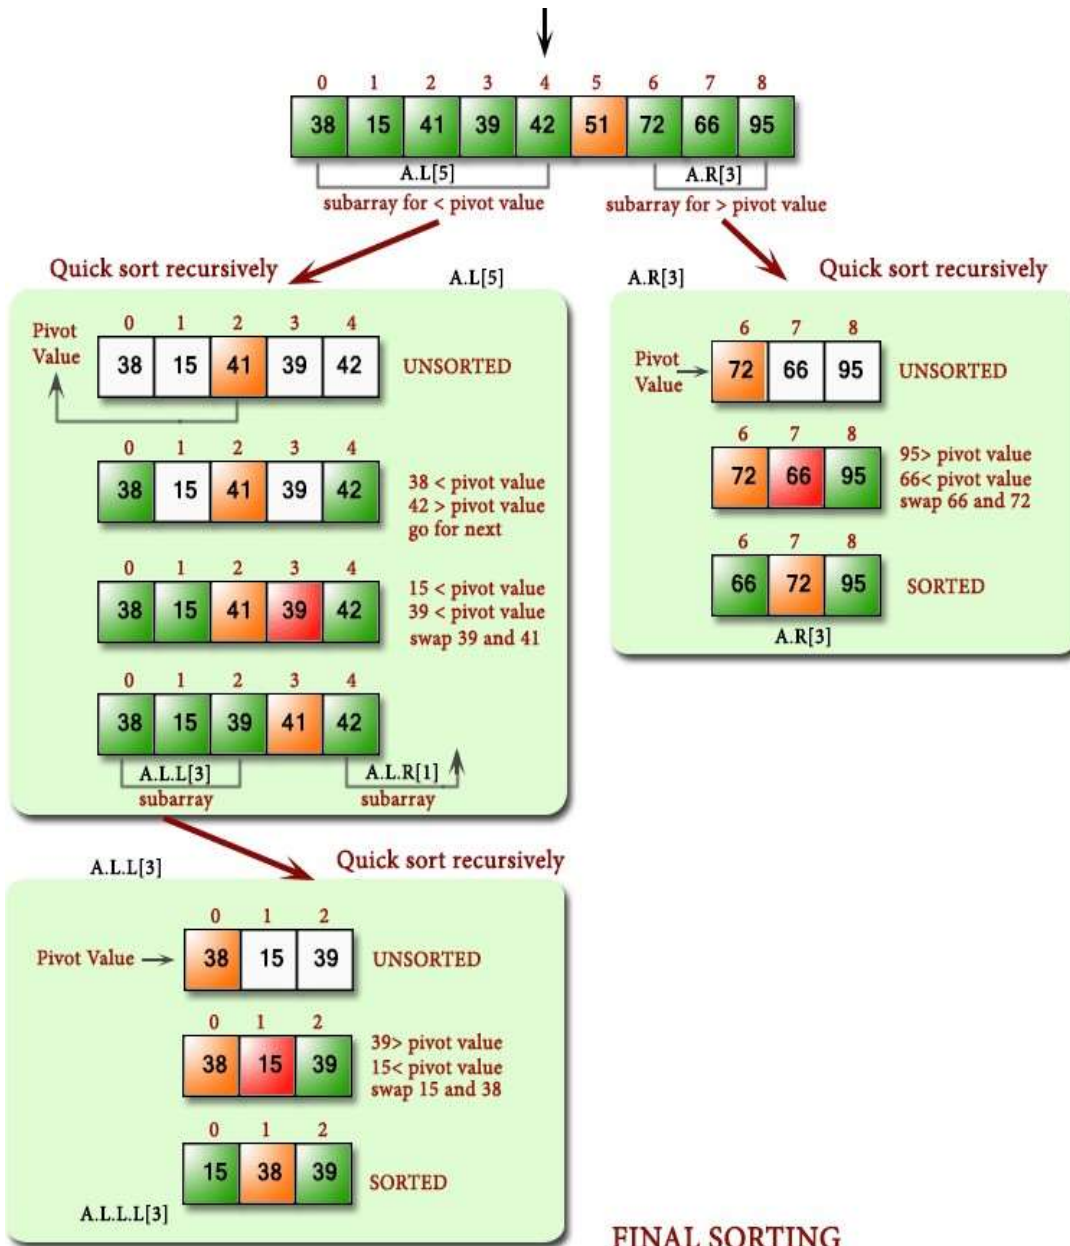 0 1 2 3 4 5 6 7 8
38 15 41 39 42 51 72 66 95
A.L[5] A.R[3]
subarray for < pivot value subarray for > pivot value
Quick sort recursively
A.L[5]
0 1 2 3 4
Pivot
Value
38 15 41 39 42
UNSORTED
0 1 2 3 4
38 15 41 39 42
38 < pivot value
42 > pivot value
go for next
0 1 2 3 4
38 15 41 39 42
15 < pivot value
39 < pivot value
swap 39 and 41
0 1 2 3 4
38 15 39 41 42
A.L.L[3] A.L.R[1]
subarray subarray
A.R[3]
Quick sort recursively
6 7 8
Pivot
Value
72 66 95
UNSORTED
6 7 8
72 66 95
95> pivot value
66< pivot value
swap 66 and 72
6 7 8
66 72 95
SORTED
A.R[3]
A.L.L[3]
Quick sort recursively
0 1 2
Pivot Value
38 15 39
UNSORTED
0 1 2
38 15 39
39> pivot value
15< pivot value
swap 15 and 38
0 1 2
15 38 39
SORTED
A.L.L.L[3]
FINAL SORTING